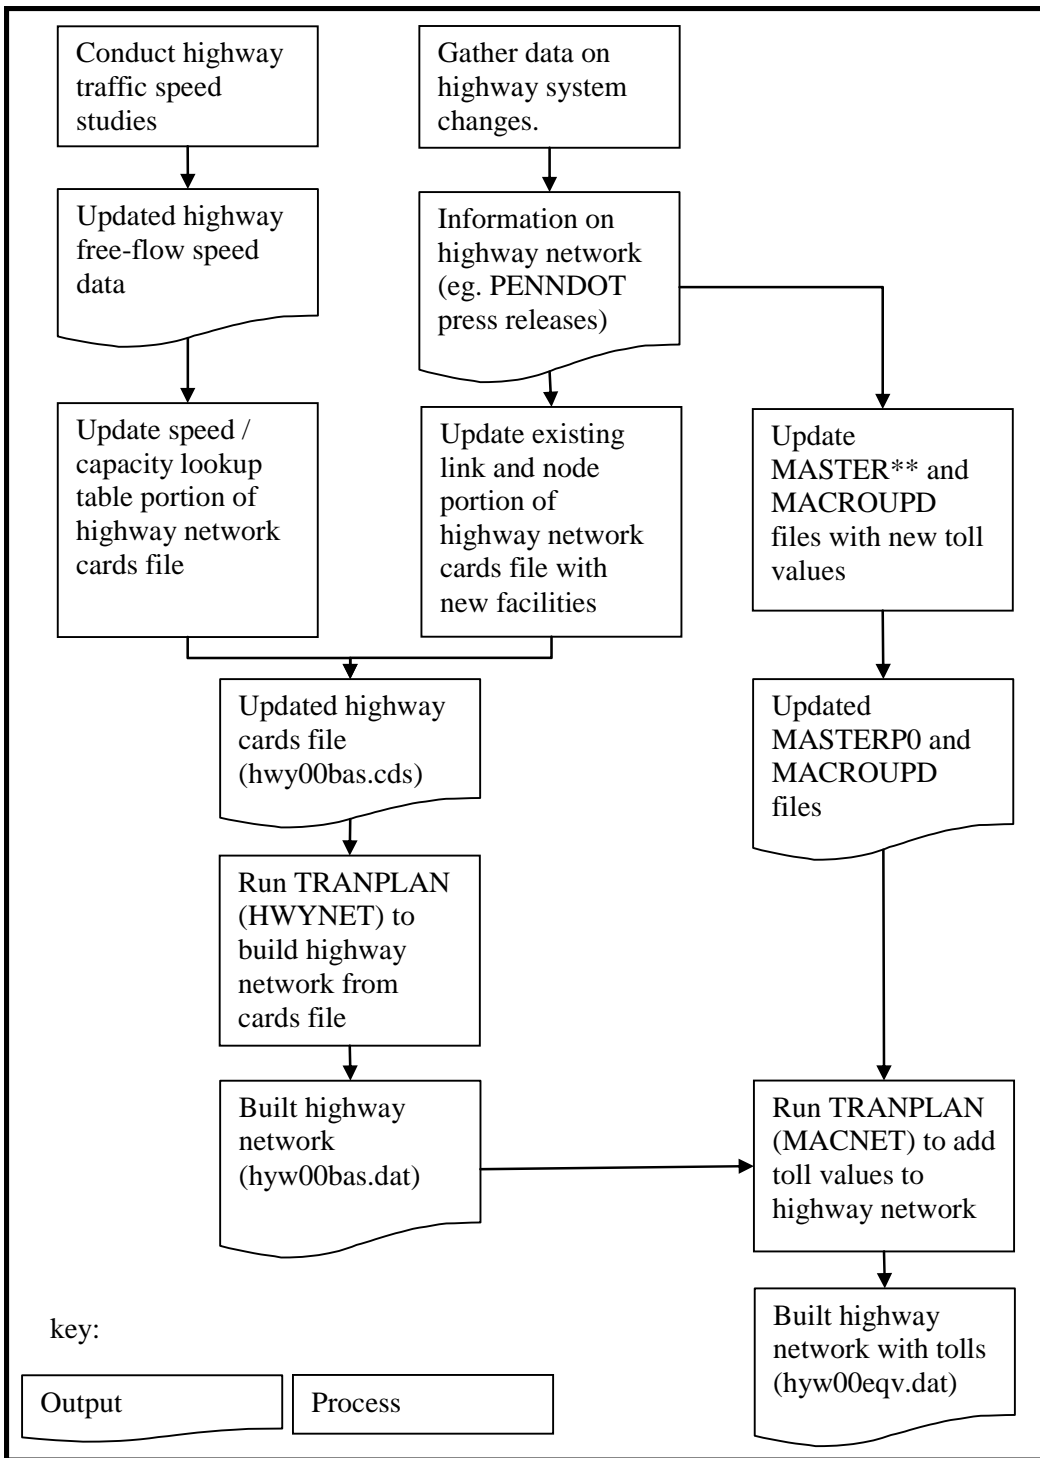 Conduct highway
traffic speed
studies
Gather data on
highway system
changes.
Updated highway
free-flow speed
data
Information on
highway network
(eg. PENNDOT
press releases)
Update speed /
capacity lookup
table portion of
highway network
cards file
Update existing
link and node
portion of
highway network
cards file with
new facilities
Update
MASTER** and
MACROUPD
files with new toll
values
Updated highway
cards file
(hwy00bas.cds)
Updated
MASTERP0 and
MACROUPD
files
Run TRANPLAN
(HWYNET) to
build highway
network from
cards file
Built highway
network
(hyw00bas.dat)
Run TRANPLAN
(MACNET) to add
toll values to
highway network
Built highway
network with tolls
(hyw00eqv.dat)
key:
Output
Process